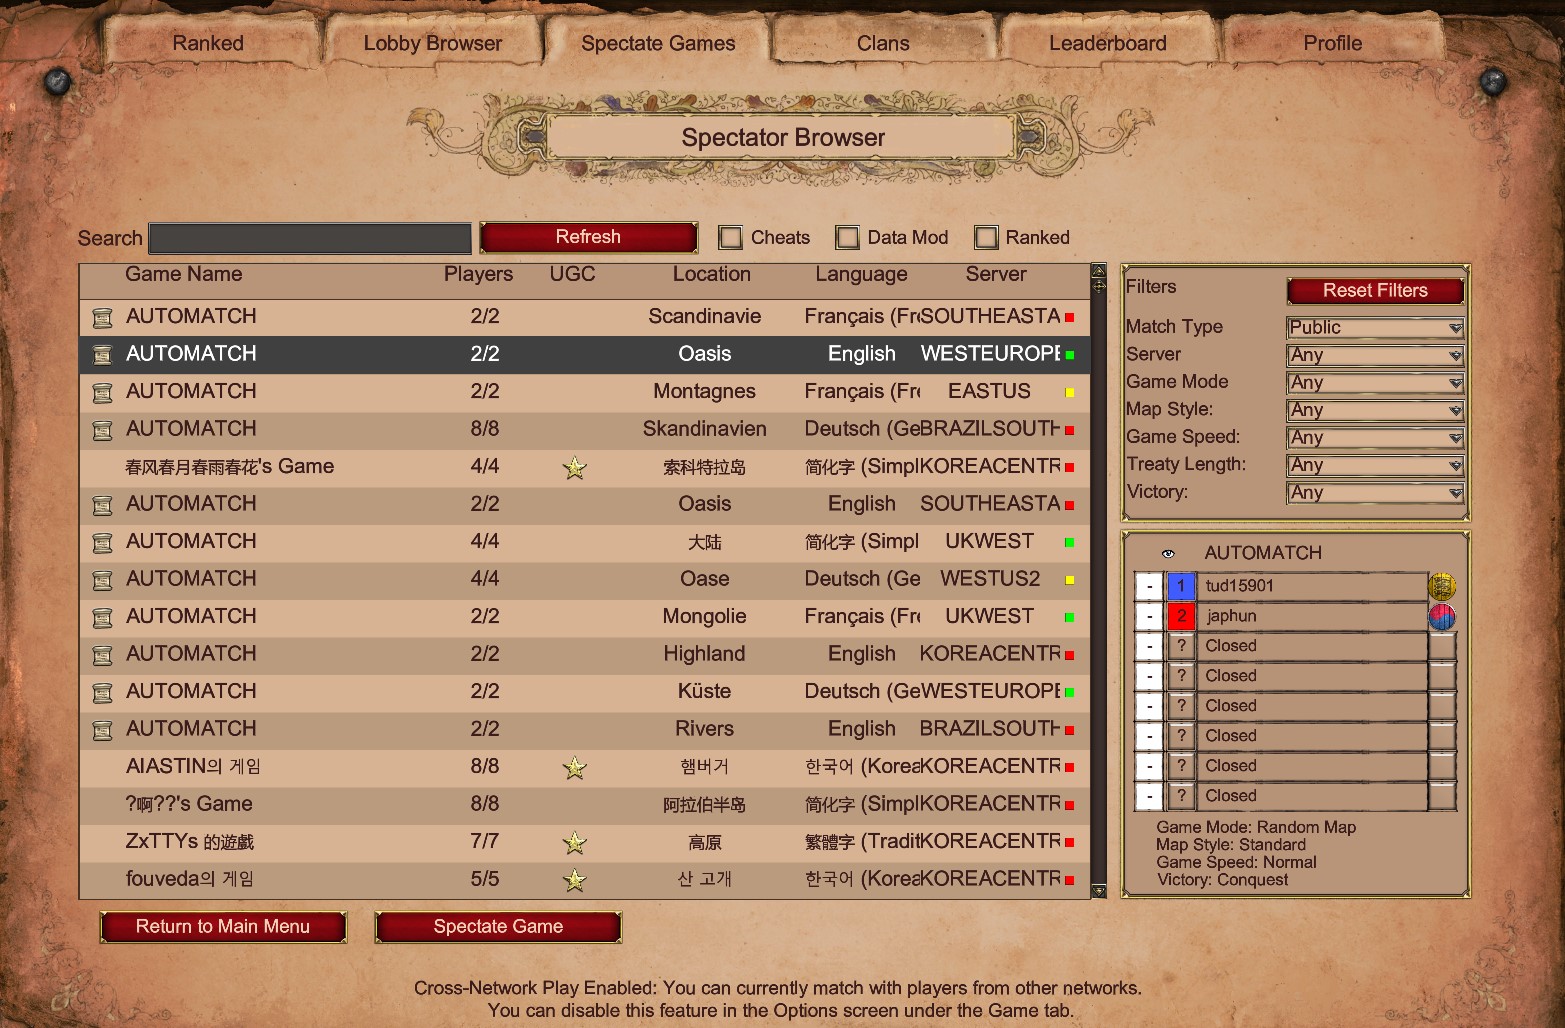 Ranked Lobby Browser Spectate Games Clans Leaderboard Profile
Spectator Browser
Search Refresh Cheats Data Mod Ranked
Game Name Players UGC Location Language Server
AUTOMATCH 2/2 Scandinavie Français (Fre SOUTHEASTA
AUTOMATCH 2/2 Oasis English WESTEUROPE
AUTOMATCH 2/2 Montagnes Français (Fre EASTUS
AUTOMATCH 8/8 Skandinavien Deutsch (Ge BRAZILSOUTH
春风春月春雨春花's Game 4/4 索科特拉岛 简化字 (Simpl KOREACENTR
AUTOMATCH 2/2 Oasis English SOUTHEASTA
AUTOMATCH 4/4 大陆 简化字 (Simpl UKWEST
AUTOMATCH 4/4 Oase Deutsch (Ge WESTUS2
AUTOMATCH 2/2 Mongolie Français (Fre UKWEST
AUTOMATCH 2/2 Highland English KOREACENTR
AUTOMATCH 2/2 Küste Deutsch (Ge WESTEUROPE
AUTOMATCH 2/2 Rivers English BRAZILSOUTH
AIASTIN의 게임 8/8 햄버거 한국어 (Korea KOREACENTR
?啊??'s Game 8/8 阿拉伯半岛 简化字 (Simpl KOREACENTR
ZxTTYs 的遊戲 7/7 高原 繁體字 (Tradit KOREACENTR
fouveda의 게임 5/5 산 고개 한국어 (Korea KOREACENTR
Return to Main Menu Spectate Game
Filters Reset Filters
Match Type Public
Server Any
Game Mode Any
Map Style: Any
Game Speed: Any
Treaty Length: Any
Victory: Any
AUTOMATCH
- 1 tud15901
- 2 japhun
- ? Closed
- ? Closed
- ? Closed
- ? Closed
- ? Closed
- ? Closed
Game Mode: Random Map
Map Style: Standard
Game Speed: Normal
Victory: Conquest
Cross-Network Play Enabled: You can currently match with players from other networks.
You can disable this feature in the Options screen under the Game tab.